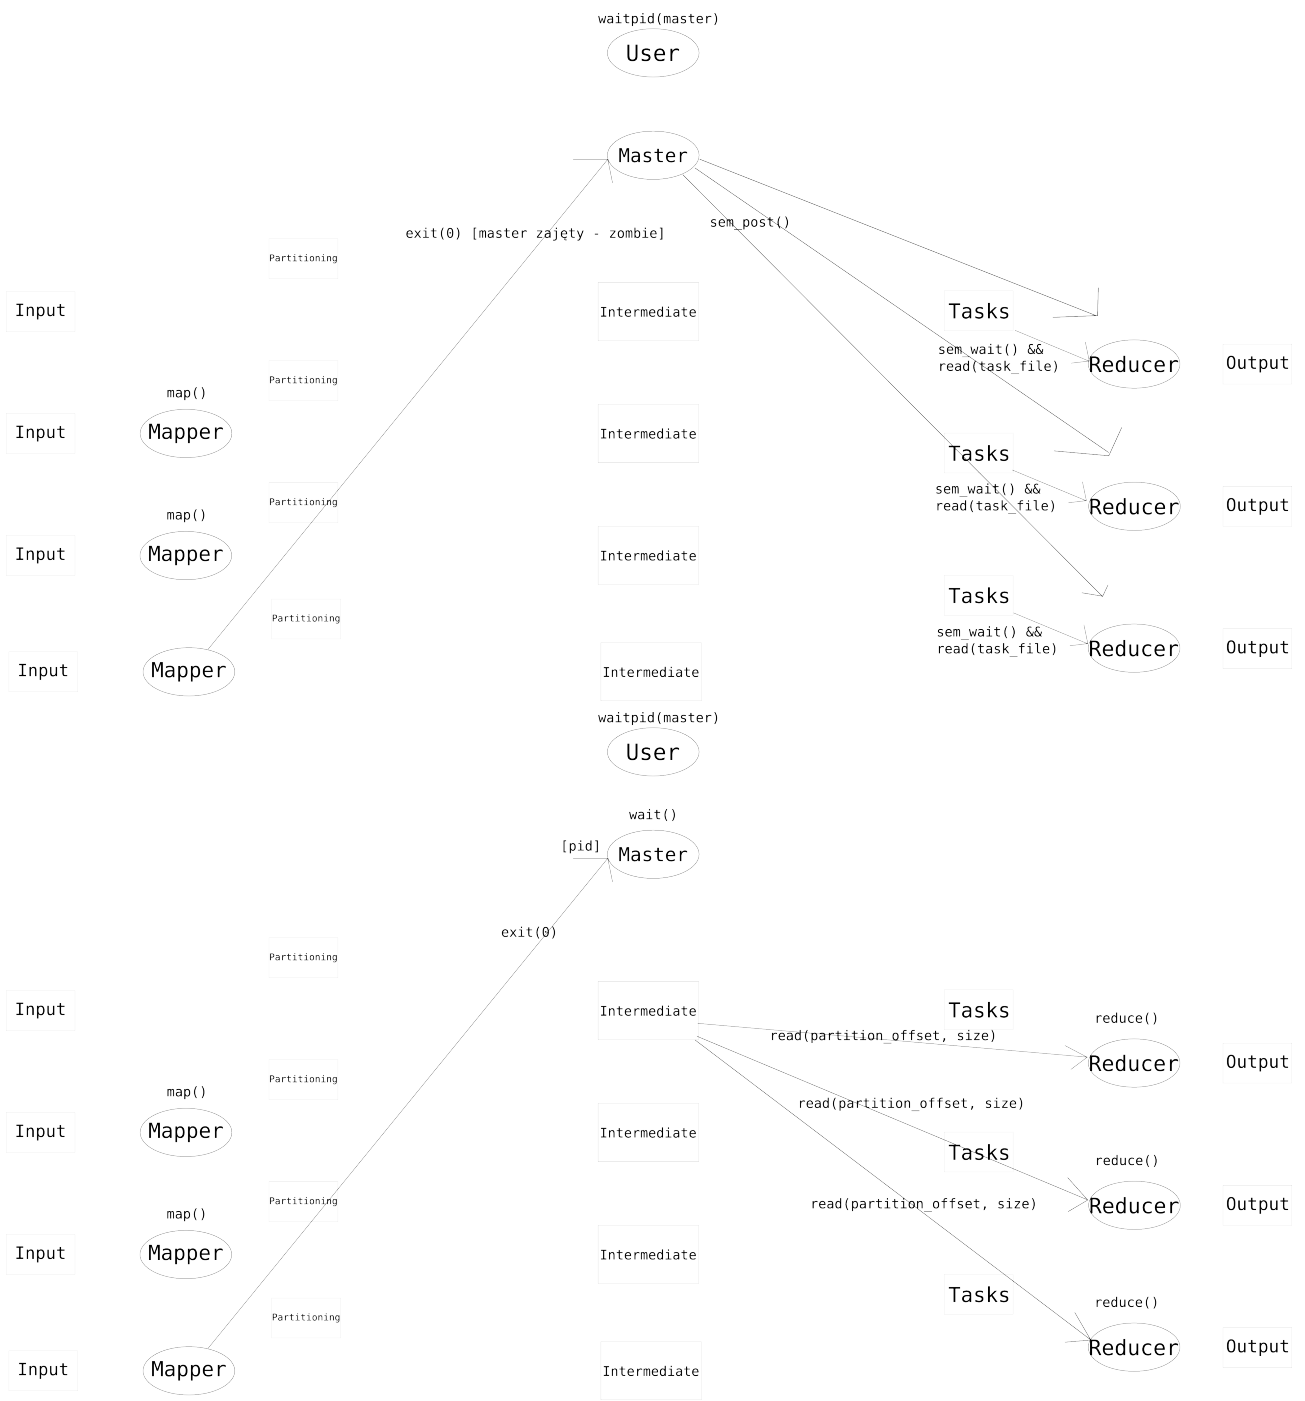 waitpid(master)
User
Master
sem_post()
exit(0) [master zajęty - zombie]
Partitioning
Input
Intermediate
Tasks
sem_wait() &&
read(task_file)
Reducer
Output
Partitioning
map()
Input
Mapper
Intermediate
Tasks
sem_wait() &&
read(task_file)
Reducer
Output
Partitioning
map()
Input
Mapper
Intermediate
Tasks
sem_wait() &&
read(task_file)
Reducer
Output
Partitioning
Input
Mapper
Intermediate
waitpid(master)
User
wait()
[pid]
Master
exit(0)
Partitioning
Input
Intermediate
Tasks
reduce()
read(partition_offset, size)
Reducer
Output
Partitioning
map()
read(partition_offset, size)
Input
Mapper
Intermediate
Tasks
reduce()
Reducer
Output
Partitioning
read(partition_offset, size)
map()
Input
Mapper
Intermediate
Tasks
reduce()
Reducer
Output
Partitioning
Input
Mapper
Intermediate